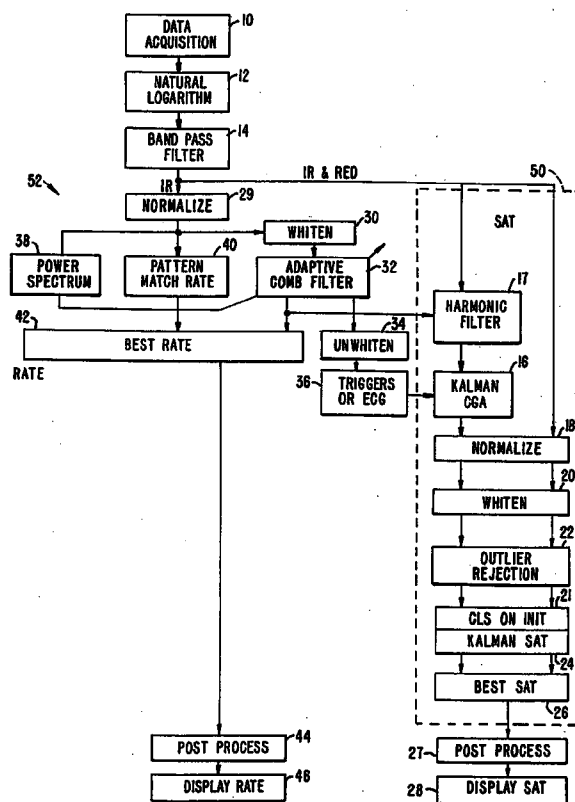 10
DATA
ACQUISITION
12
NATURAL
LOGARITHM
14
BAND PASS
FILTER
50
IR
IR & RED
52
29
NORMALIZE
SAT
30
WHITEN
38
POWER
SPECTRUM
40
PATTERN
MATCH RATE
32
ADAPTIVE
COMB FILTER
17
HARMONIC
FILTER
42
BEST RATE
RATE
34
UNWHITEN
36
TRIGGERS
OR ECG
16
KALMAN
CGA
18
NORMALIZE
20
WHITEN
22
OUTLIER
REJECTION
21
CLS ON INIT
KALMAN SAT
24
BEST SAT
26
POST PROCESS
44
27
POST PROCESS
DISPLAY RATE
46
28
DISPLAY SAT